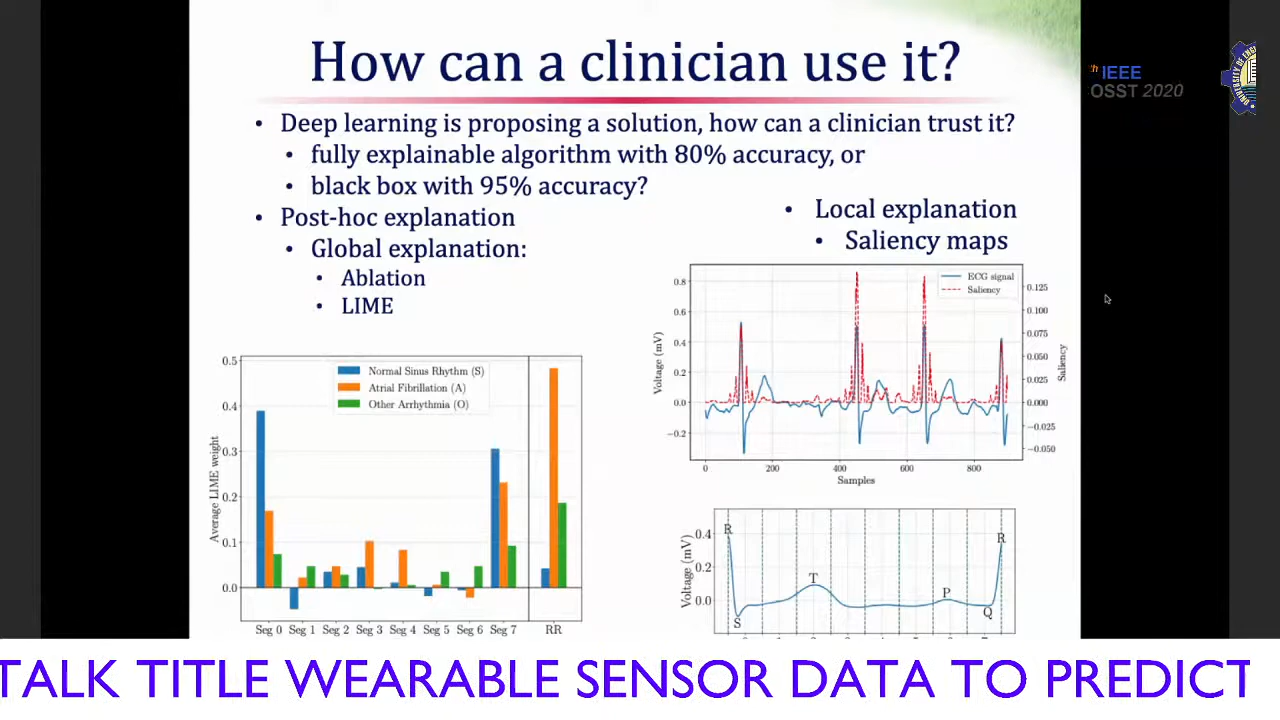 How can a clinician use it?
th IEEE
OSST 2020
• Deep learning is proposing a solution, how can a clinician trust it?
• fully explainable algorithm with 80% accuracy, or
• black box with 95% accuracy?
• Post-hoc explanation
• Global explanation:
• Ablation
• LIME
• Local explanation
• Saliency maps
ECG signal
Saliency
Voltage (mV)
0.8
0.6
0.4
0.2
0.0
−0.2
0.125
0.100
0.075
0.050
0.025
0.000
−0.025
−0.050
Saliency
0 200 400 600 800
Samples
Normal Sinus Rhythm (S)
Atrial Fibrillation (A)
Other Arrhythmia (O)
Average LIME weight
0.5
0.4
0.3
0.2
0.1
0.0
Seg 0 Seg 1 Seg 2 Seg 3 Seg 4 Seg 5 Seg 6 Seg 7 RR
Voltage (mV)
0.4
0.2
0.0
R
S
T
P
Q
R
TALK TITLE WEARABLE SENSOR DATA TO PREDICT